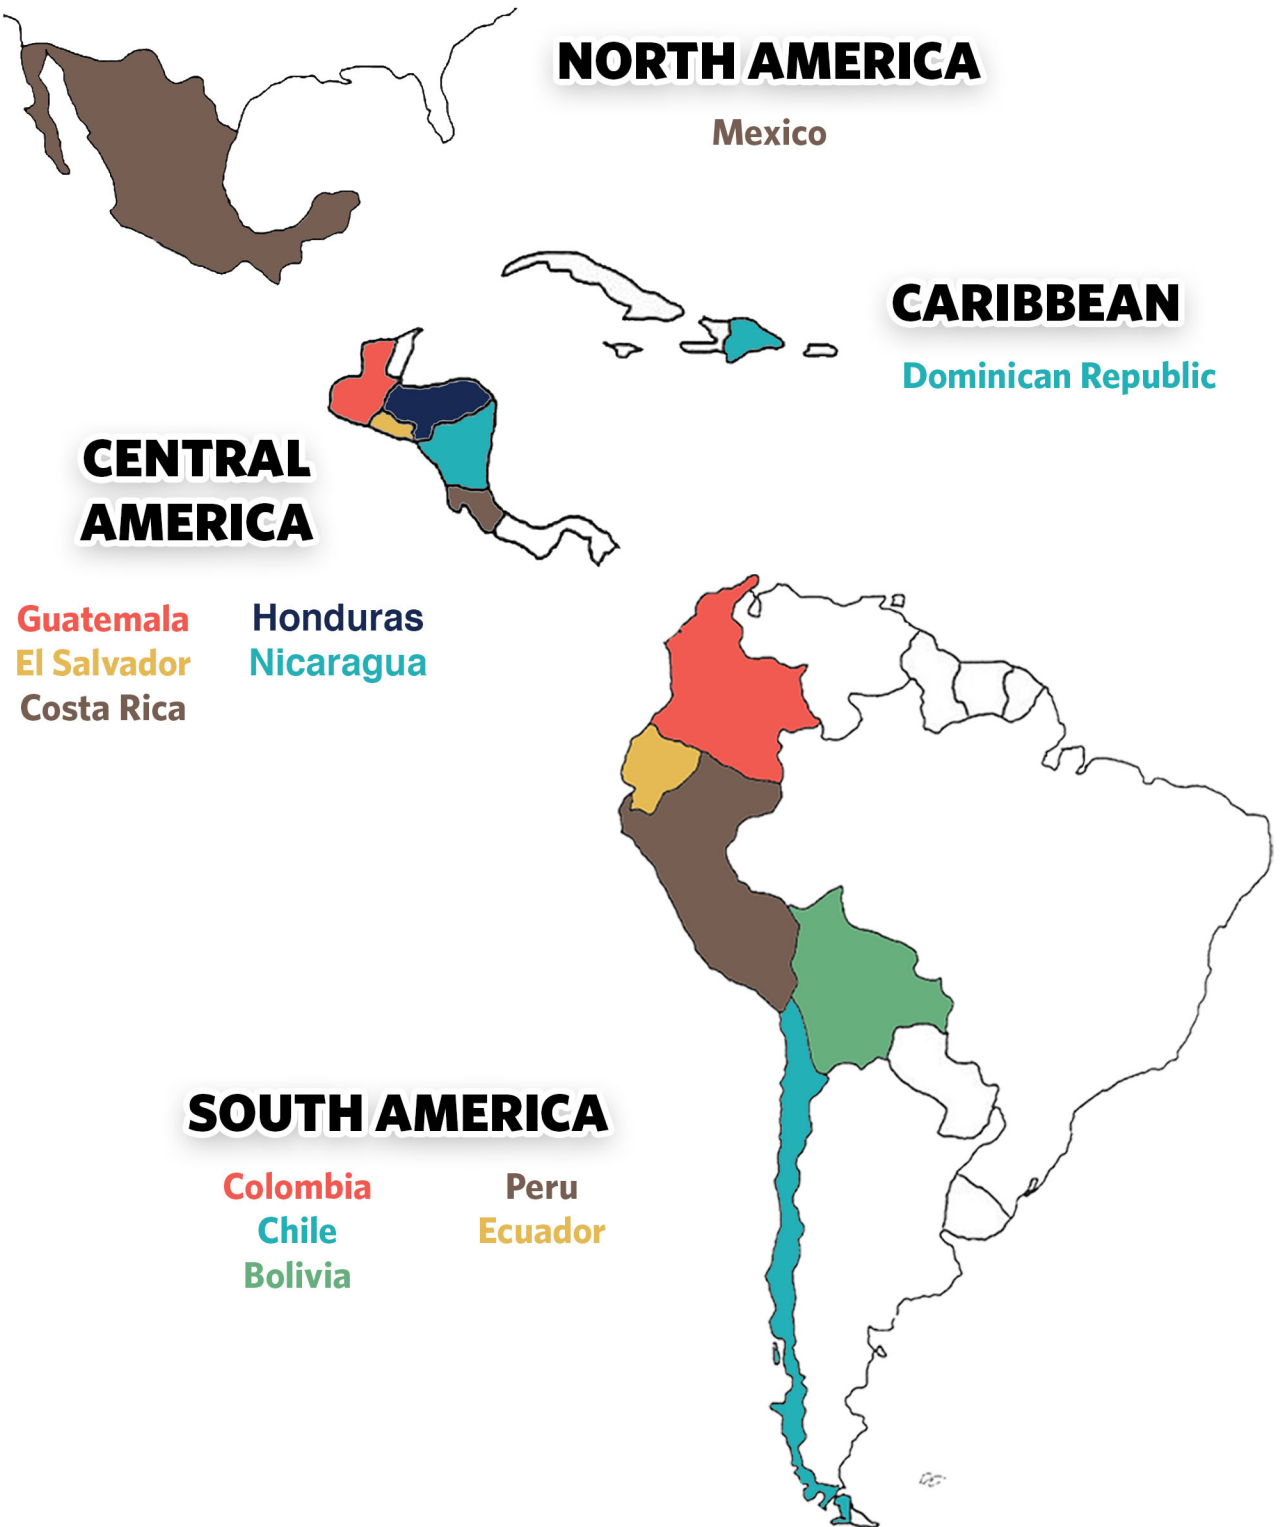 NORTH AMERICA
Mexico
CARIBBEAN
Dominican Republic
CENTRAL
AMERICA
Guatemala Honduras
El Salvador Nicaragua
Costa Rica
SOUTH AMERICA
Colombia Peru
Chile Ecuador
Bolivia